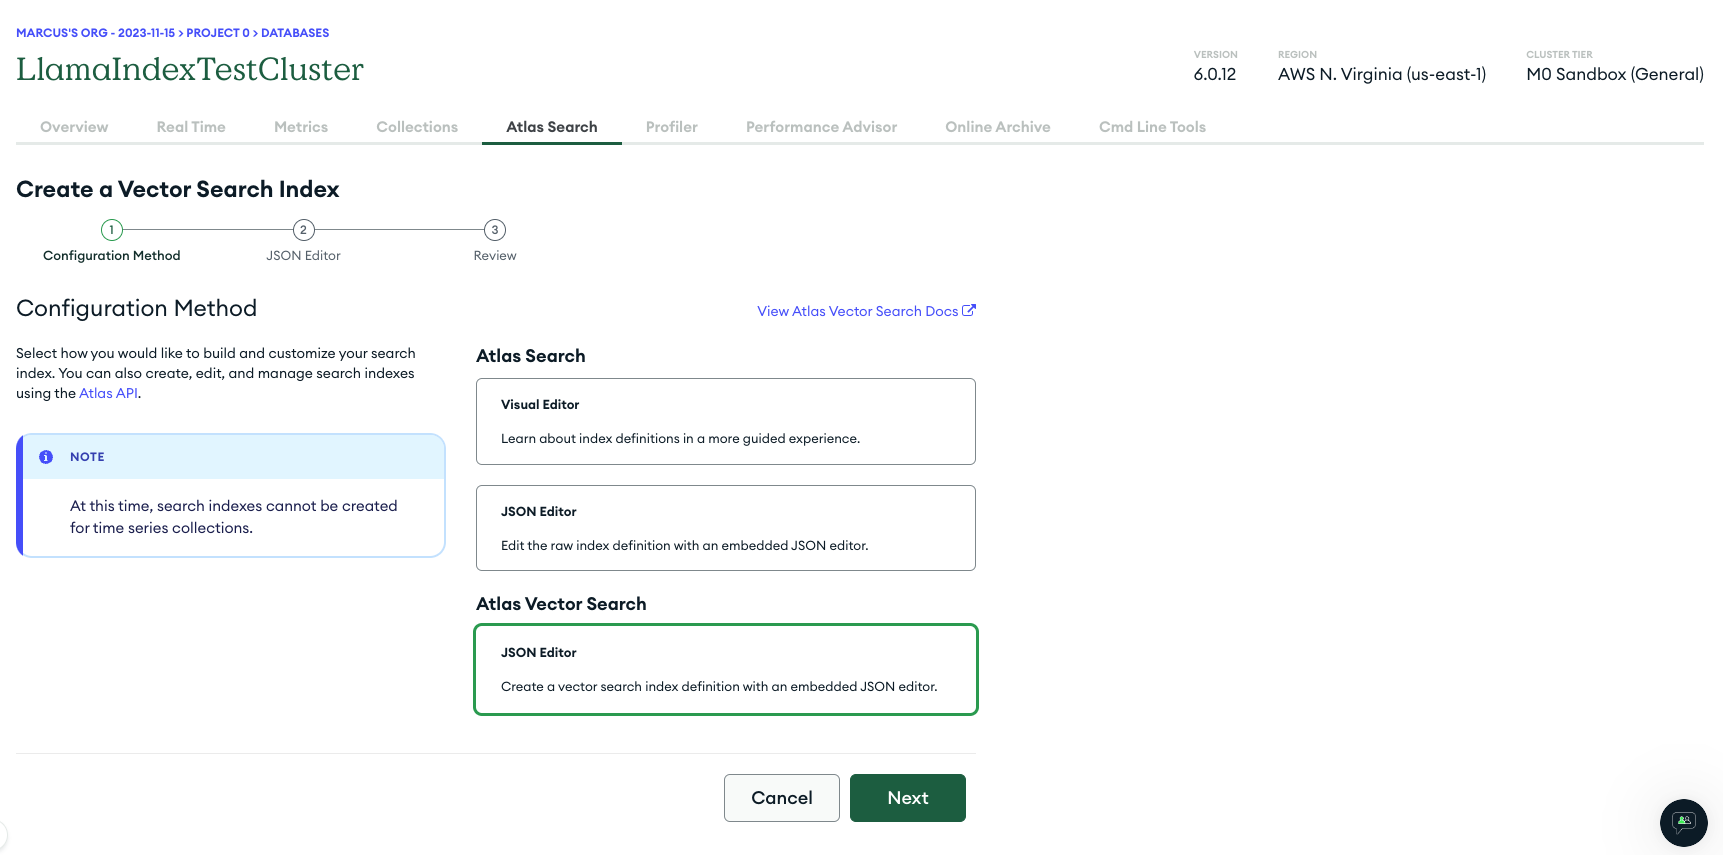 MARCUS'S ORG - 2023-11-15 > PROJECT 0 > DATABASES
LlamaIndexTestCluster
VERSION
6.0.12
REGION
AWS N. Virginia (us-east-1)
CLUSTER TIER
M0 Sandbox (General)
Overview
Real Time
Metrics
Collections
Atlas Search
Profiler
Performance Advisor
Online Archive
Cmd Line Tools
Create a Vector Search Index
1
2
3
Configuration Method
JSON Editor
Review
Configuration Method
View Atlas Vector Search Docs
Select how you would like to build and customize your search
index. You can also create, edit, and manage search indexes
using the Atlas API.
NOTE
At this time, search indexes cannot be created
for time series collections.
Atlas Search
Visual Editor
Learn about index definitions in a more guided experience.
JSON Editor
Edit the raw index definition with an embedded JSON editor.
Atlas Vector Search
JSON Editor
Create a vector search index definition with an embedded JSON editor.
Cancel
Next